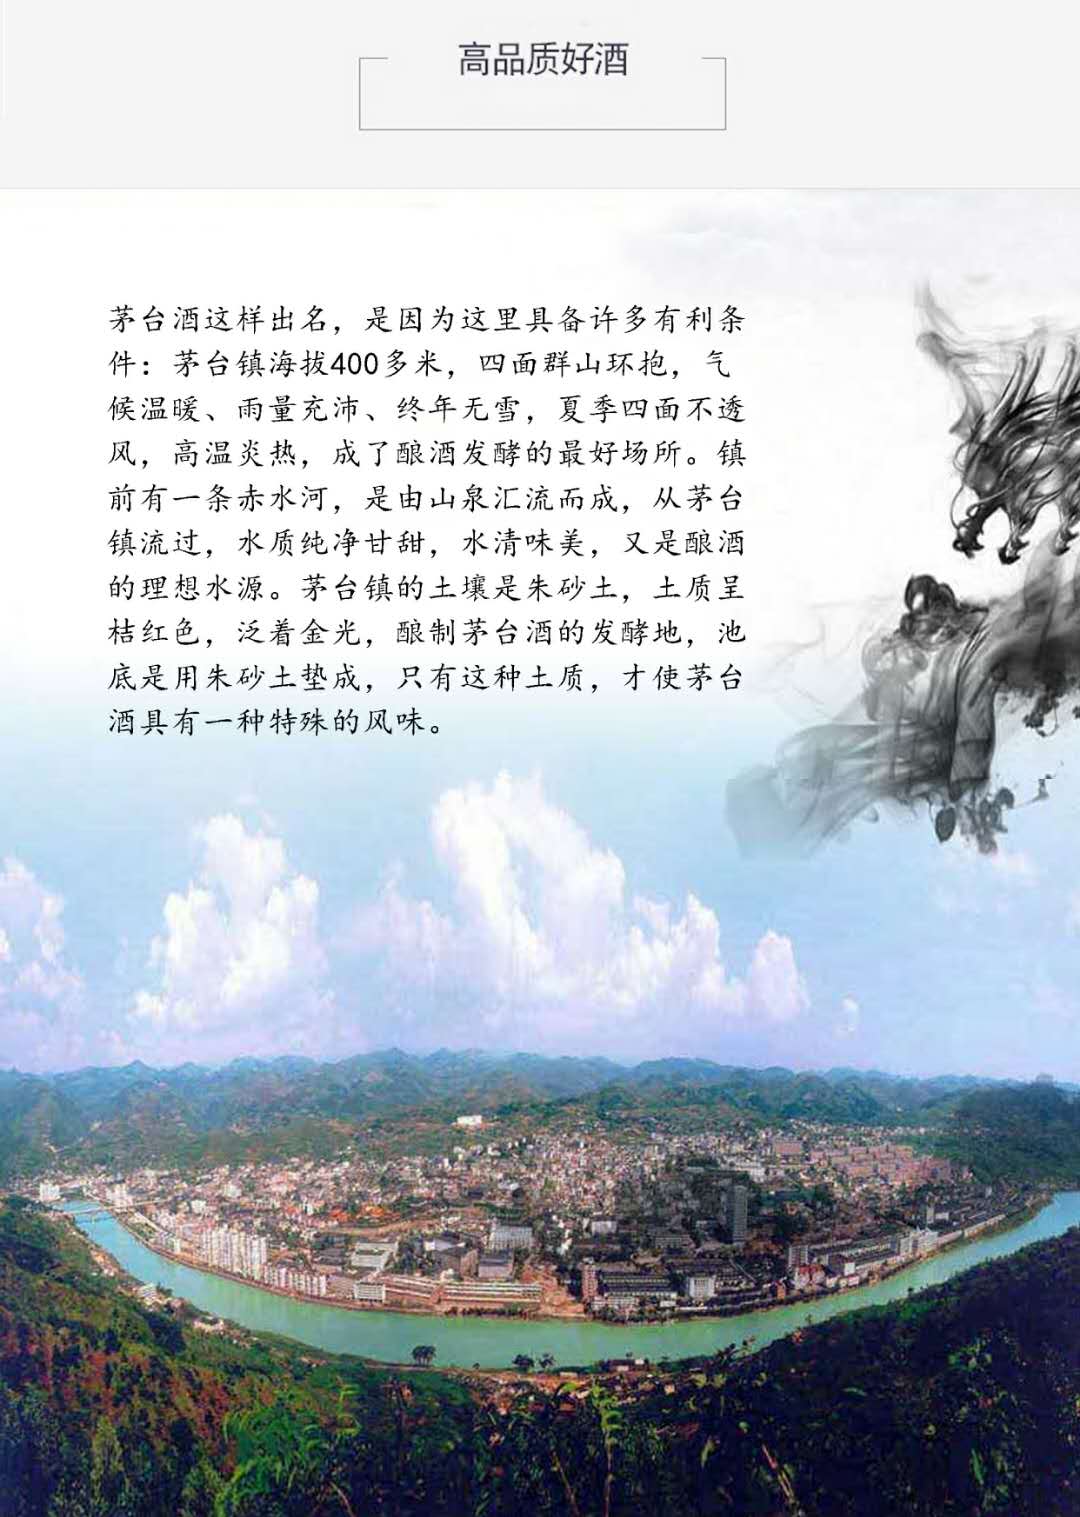 高品质好酒
茅台酒这样出名，是因为这里具备许多有利条
件：茅台镇海拔400多米，四面群山环抱，气
候温暖、雨量充沛、终年无雪，夏季四面不透
风，高温炎热，成了酿酒发酵的最好场所。镇
前有一条赤水河，是由山泉汇流而成，从茅台
镇流过，水质纯净甘甜，水清味美，又是酿酒
的理想水源。茅台镇的土壤是朱砂土，土质呈
桔红色，泛着金光，酿制茅台酒的发酵地，池
底是用朱砂土垫成，只有这种土质，才使茅台
酒具有一种特殊的风味。